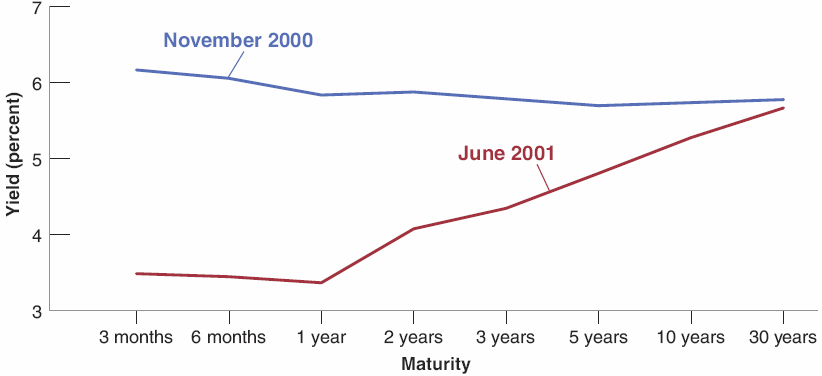 7
November 2000
6
5
June 2001
4
3
Yield (percent)
3 months 6 months 1 year 2 years 3 years 5 years 10 years 30 years
Maturity